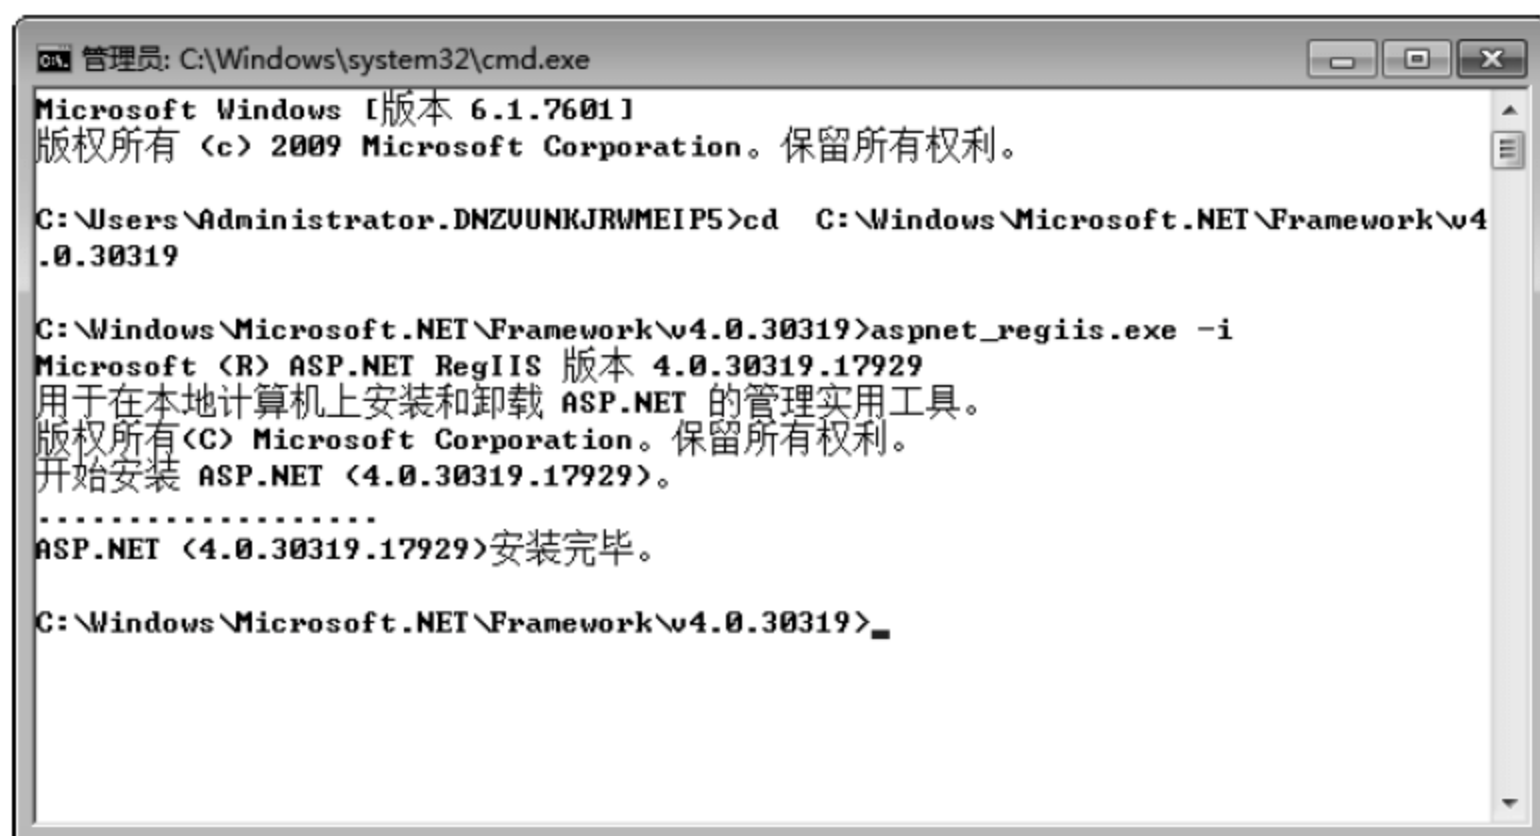 管理员: C:\Windows\system32\cmd.exe
Microsoft Windows [版本 6.1.7601]
版权所有 (c) 2009 Microsoft Corporation。保留所有权利。
C:\Users\Administrator.DNZVUNKJRWMEIP5>cd  C:\Windows\Microsoft.NET\Framework\v4
.0.30319
C:\Windows\Microsoft.NET\Framework\v4.0.30319>aspnet_regiis.exe -i
Microsoft (R) ASP.NET RegIIS 版本 4.0.30319.17929
用于在本地计算机上安装和卸载 ASP.NET 的管理实用工具。
版权所有(C) Microsoft Corporation。保留所有权利。
开始安装 ASP.NET (4.0.30319.17929)。
...................
ASP.NET (4.0.30319.17929)安装完毕。
C:\Windows\Microsoft.NET\Framework\v4.0.30319>_